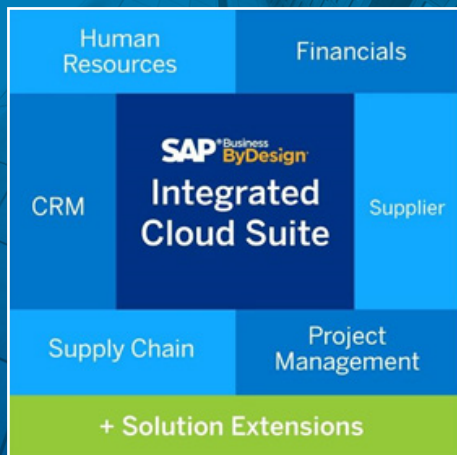 Human
Resources
Financials
CRM
SAP® Business
ByDesign
Integrated
Cloud Suite
Supplier
Supply Chain
Project
Management
+ Solution Extensions